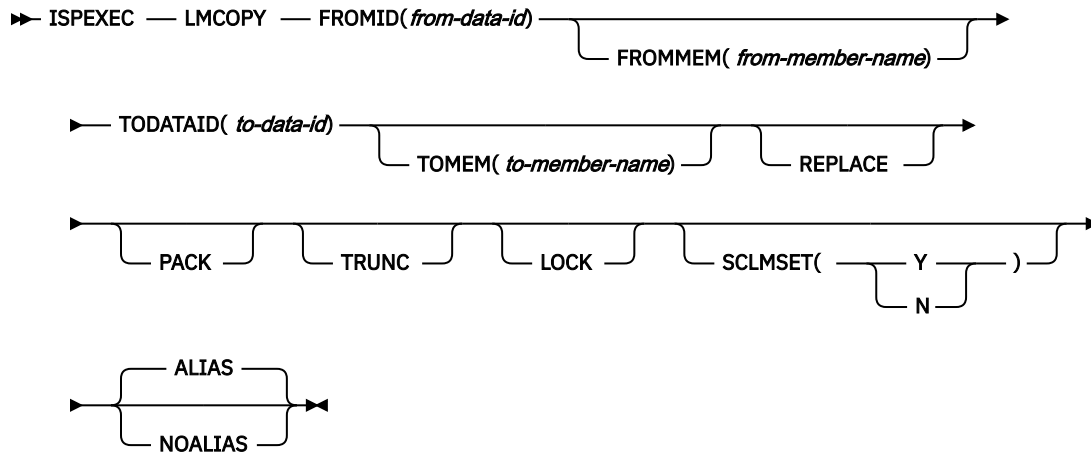 ISPEXEC LMCOPY FROMID(from-data-id)
FROMMEM( from-member-name)
TODATAID( to-data-id)
TOMEM( to-member-name)
REPLACE
PACK
TRUNC
LOCK
SCLMSET( Y )
N
ALIAS
NOALIAS